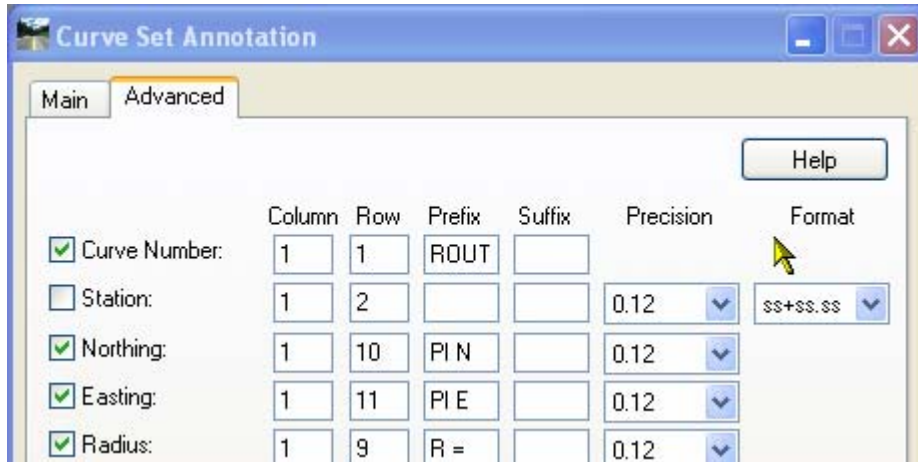 Curve Set Annotation
Main Advanced
Help
Column Row Prefix Suffix Precision Format
Curve Number: 1 1 ROUT
Station: 1 2 0.12 ss+ss.ss
Northing: 1 10 PI N 0.12
Easting: 1 11 PI E 0.12
Radius: 1 9 R = 0.12